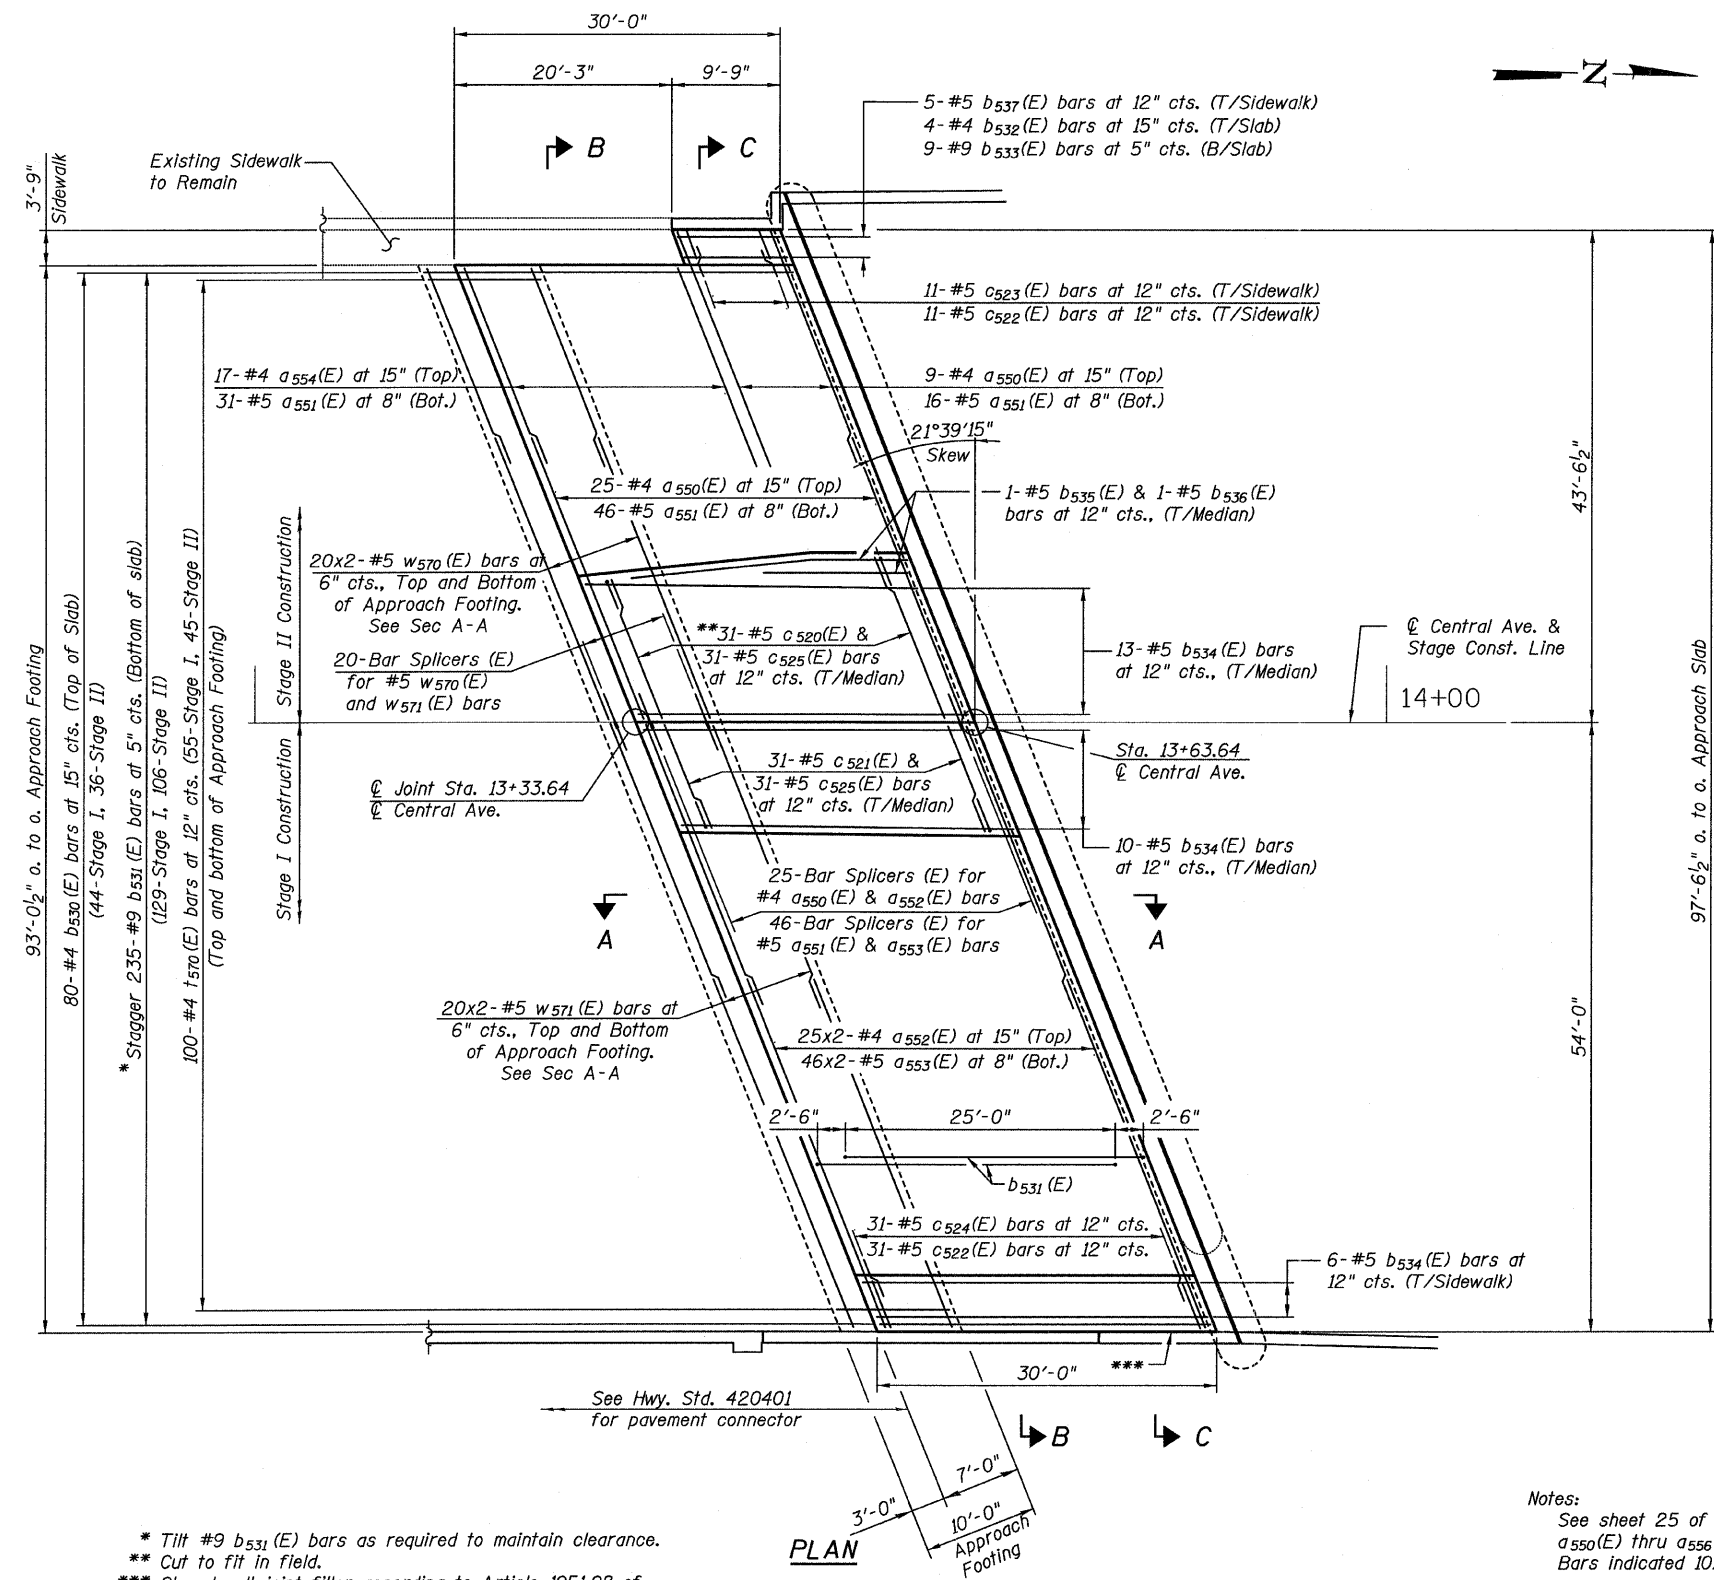 30'-0"
20'-3"
9'-9"
N
B
C
5-#5 b537(E) bars at 12" cts. (T/Sidewalk)
4-#4 b532(E) bars at 15" cts. (T/Slab)
9-#9 b533(E) bars at 5" cts. (B/Slab)
3'-9"
Sidewalk
Existing Sidewalk
to Remain
11-#5 c523(E) bars at 12" cts. (T/Sidewalk)
11-#5 c522(E) bars at 12" cts. (T/Sidewalk)
17-#4 a554(E) at 15" (Top)
31-#5 a551(E) at 8" (Bot.)
9-#4 a550(E) at 15" (Top)
16-#5 a551(E) at 8" (Bot.)
21°39'15"
Skew
25-#4 a550(E) at 15" (Top)
46-#5 a551(E) at 8" (Bot.)
1-#5 b535(E) & 1-#5 b536(E)
bars at 12" cts., (T/Median)
43'-6½"
20x2-#5 w570(E) bars at
6" cts., Top and Bottom
of Approach Footing.
See Sec A-A
Stage II Construction
**31-#5 c520(E) &
31-#5 c525(E) bars
at 12" cts. (T/Median)
13-#5 b534(E) bars
at 12" cts., (T/Median)
℄ Central Ave. &
Stage Const. Line
20-Bar Splicers (E)
for #5 w570(E)
and w571(E) bars
14+00
93'-0½" o. to o. Approach Footing
80-#4 b530(E) bars at 15" cts. (Top of Slab)
(44-Stage I, 36-Stage II)
* Stagger 235-#9 b531(E) bars at 5" cts. (Bottom of slab)
(129-Stage I, 106-Stage II)
100-#4 t570(E) bars at 12" cts. (55-Stage I, 45-Stage II)
(Top and bottom of Approach Footing)
97'-6½" o. to o. Approach Slab
Stage I Construction
℄ Joint Sta. 13+33.64
℄ Central Ave.
31-#5 c521(E) &
31-#5 c525(E) bars
at 12" cts. (T/Median)
Sta. 13+63.64
℄ Central Ave.
10-#5 b534(E) bars
at 12" cts., (T/Median)
25-Bar Splicers (E) for
#4 a550(E) & a552(E) bars
46-Bar Splicers (E) for
#5 a551(E) & a553(E) bars
A
A
20x2-#5 w571(E) bars at
6" cts., Top and Bottom
of Approach Footing.
See Sec A-A
25x2-#4 a552(E) at 15" (Top)
46x2-#5 a553(E) at 8" (Bot.)
54'-0"
2'-6"
25'-0"
2'-6"
b531(E)
31-#5 c524(E) bars at 12" cts.
31-#5 c522(E) bars at 12" cts.
6-#5 b534(E) bars at
12" cts. (T/Sidewalk)
***
30'-0"
See Hwy. Std. 420401
for pavement connector
B
C
3'-0"
7'-0"
10'-0"
Approach
Footing
PLAN
* Tilt #9 b531(E) bars as required to maintain clearance.
** Cut to fit in field.
Notes:
See sheet 25 of
a550(E) thru a556
Bars indicated 10